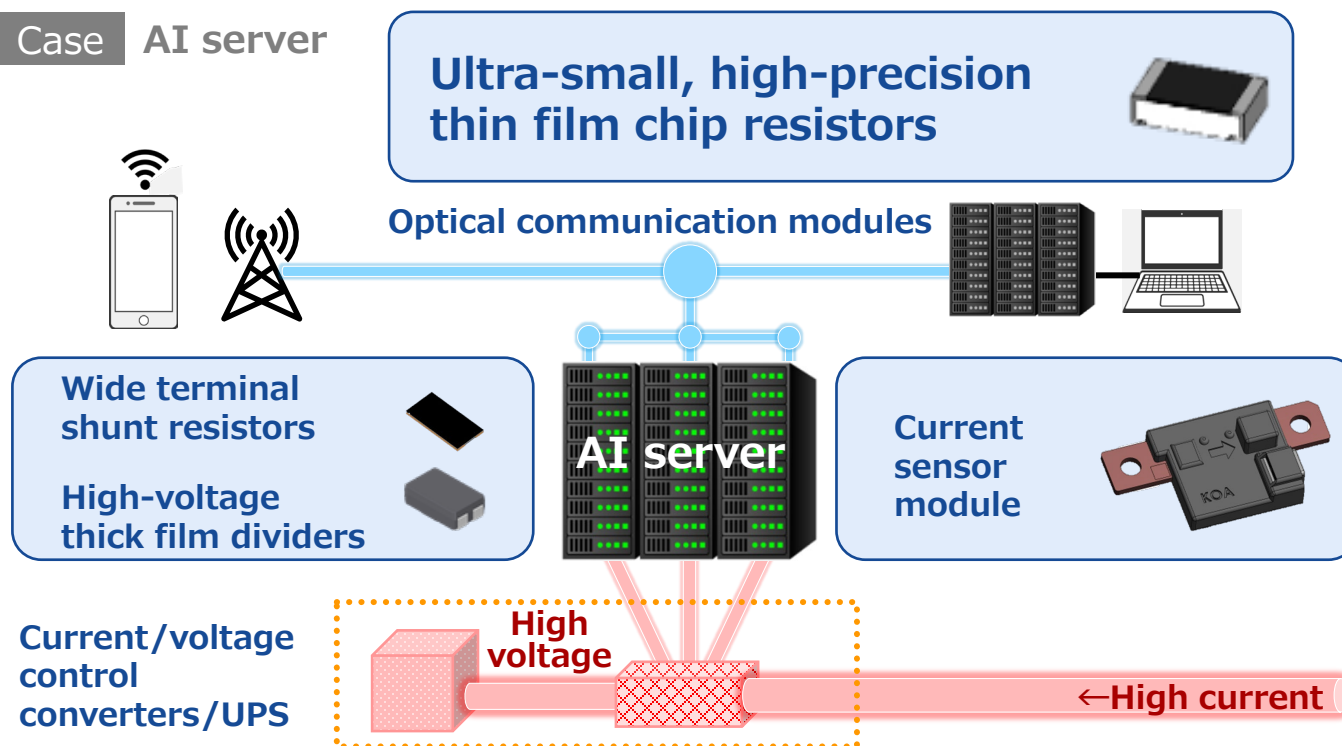 Case AI server
Ultra-small, high-precision
thin film chip resistors
Optical communication modules
Wide terminal
shunt resistors
High-voltage
thick film dividers
AI server
Current
sensor
module
KOA
Current/voltage
control
converters/UPS
High
voltage
←High current